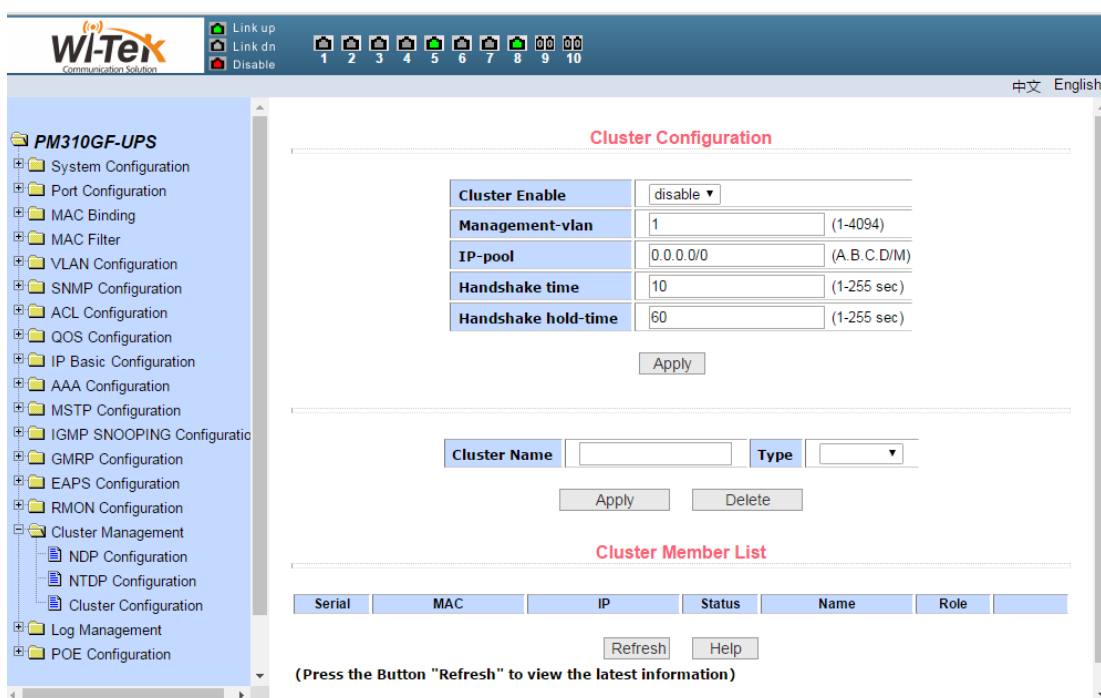 Wi-Tek
Communication Solution
Link up
Link dn
Disable
1 2 3 4 5 6 7 8 9 10
中文 English
PM310GF-UPS
System Configuration
Port Configuration
MAC Binding
MAC Filter
VLAN Configuration
SNMP Configuration
ACL Configuration
QOS Configuration
IP Basic Configuration
AAA Configuration
MSTP Configuration
IGMP SNOOPING Configuratio
GMRP Configuration
EAPS Configuration
RMON Configuration
Cluster Management
NDP Configuration
NTDP Configuration
Cluster Configuration
Log Management
POE Configuration
Cluster Configuration
Cluster Enable disable
Management-vlan 1 (1-4094)
IP-pool 0.0.0.0/0 (A.B.C.D/M)
Handshake time 10 (1-255 sec)
Handshake hold-time 60 (1-255 sec)
Apply
Cluster Name Type
Apply Delete
Cluster Member List
Serial MAC IP Status Name Role
Refresh Help
(Press the Button "Refresh" to view the latest information)